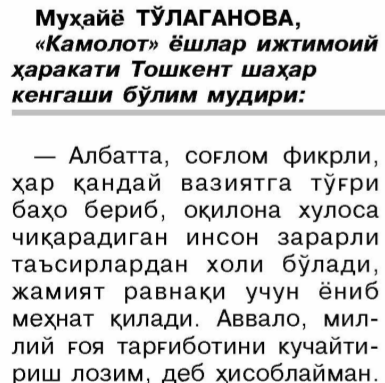 Муҳайё ТЎЛАГАНОВА,
«Камолот» ёшлар ижтимоий
ҳаракати Тошкент шаҳар
кенгаши бўлим мудири:
— Албатта, соғлом фикрли,
ҳар қандай вазиятга тўғри
баҳо бериб, оқилона хулоса
чиқарадиган инсон зарарли
таъсирлардан холи бўлади,
жамият равнақи учун ёниб
меҳнат қилади. Аввало, мил-
лий ғоя тарғиботини кучайти-
риш лозим, деб ҳисоблайман.